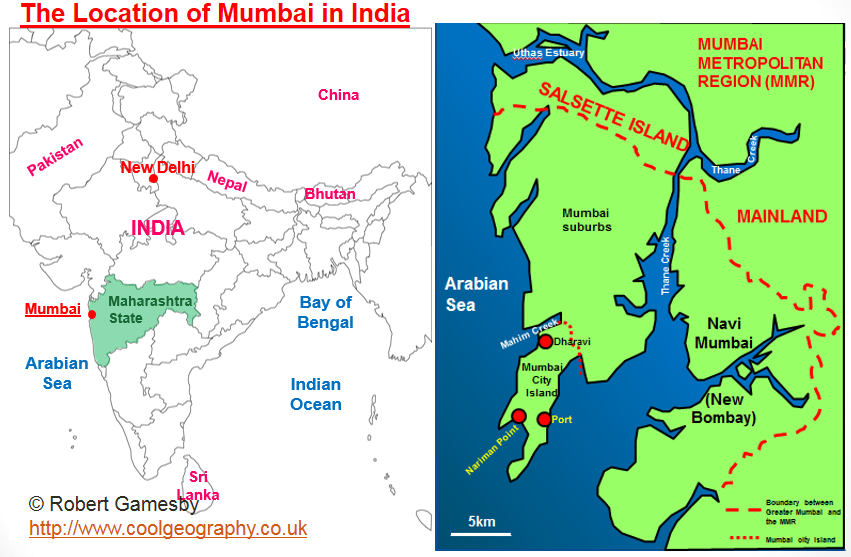 The Location of Mumbai in India
China
Pakistan
New Delhi
Nepal
Bhutan
INDIA
Mumbai
Maharashtra
State
Bay of
Bengal
Arabian
Sea
Indian
Ocean
Sri
Lanka
© Robert Gamesby
http://www.coolgeography.co.uk
Uthas Estuary
MUMBAI
METROPOLITAN
REGION (MMR)
SALSETTE ISLAND
Thane Creek
MAINLAND
Mumbai
suburbs
Thane Creek
Arabian
Sea
Mahim Creek
Dharavi
Navi
Mumbai
Mumbai
City
Island
(New
Bombay)
Port
Nariman Point
5km
Boundary between
Greater Mumbai and
the MMR
Mumbai city Island